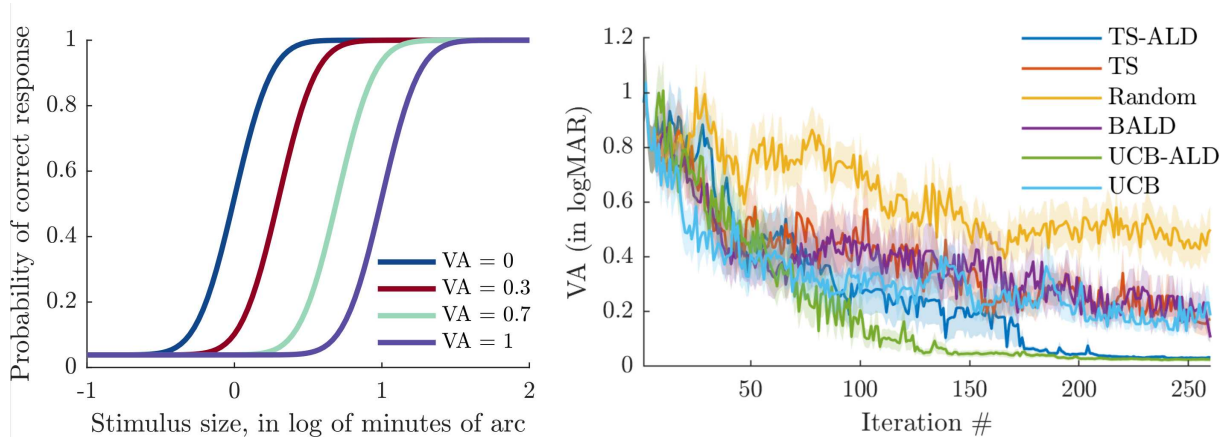 Probability of correct response
1
0.8
0.6
0.4
0.2
0
-1
0
1
2
Stimulus size, in log of minutes of arc
VA = 0
VA = 0.3
VA = 0.7
VA = 1
VA (in logMAR)
1.2
1
0.8
0.6
0.4
0.2
0
50
100
150
200
250
Iteration #
TS-ALD
TS
Random
BALD
UCB-ALD
UCB